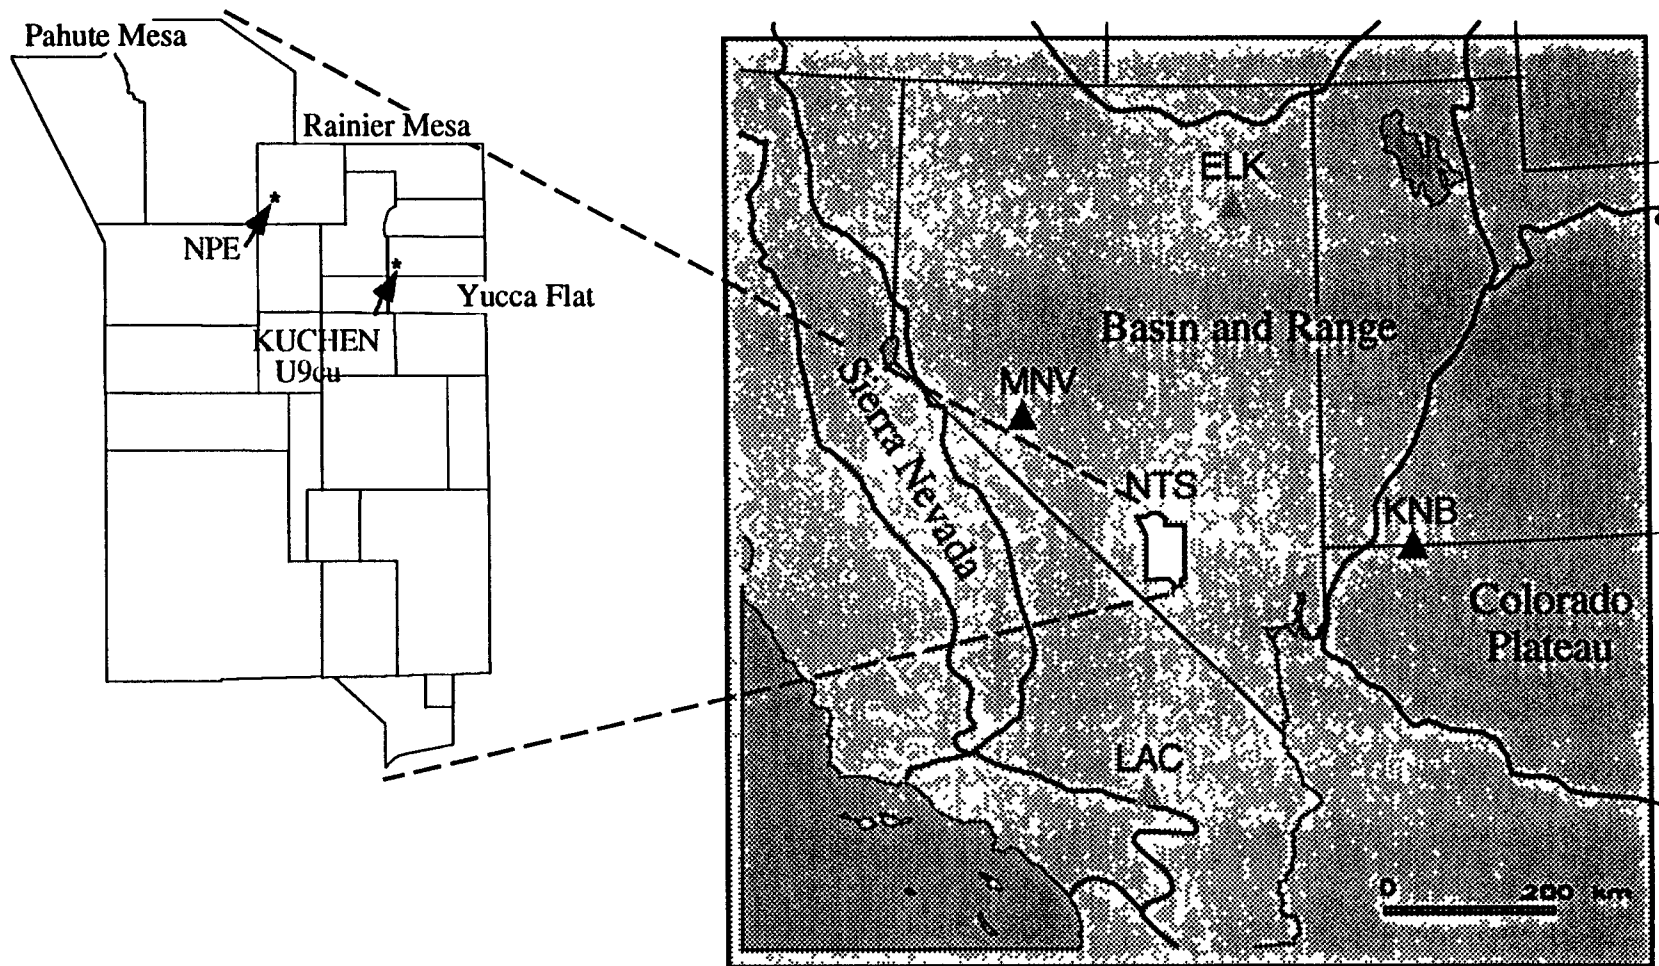 Pahute Mesa
Rainier Mesa
NPE
Yucca Flat
KUCHEN
U9cu
ELK
Basin and Range
MNV
Sierra Nevada
NTS
KNB
Colorado
Plateau
LAC
0 200 km